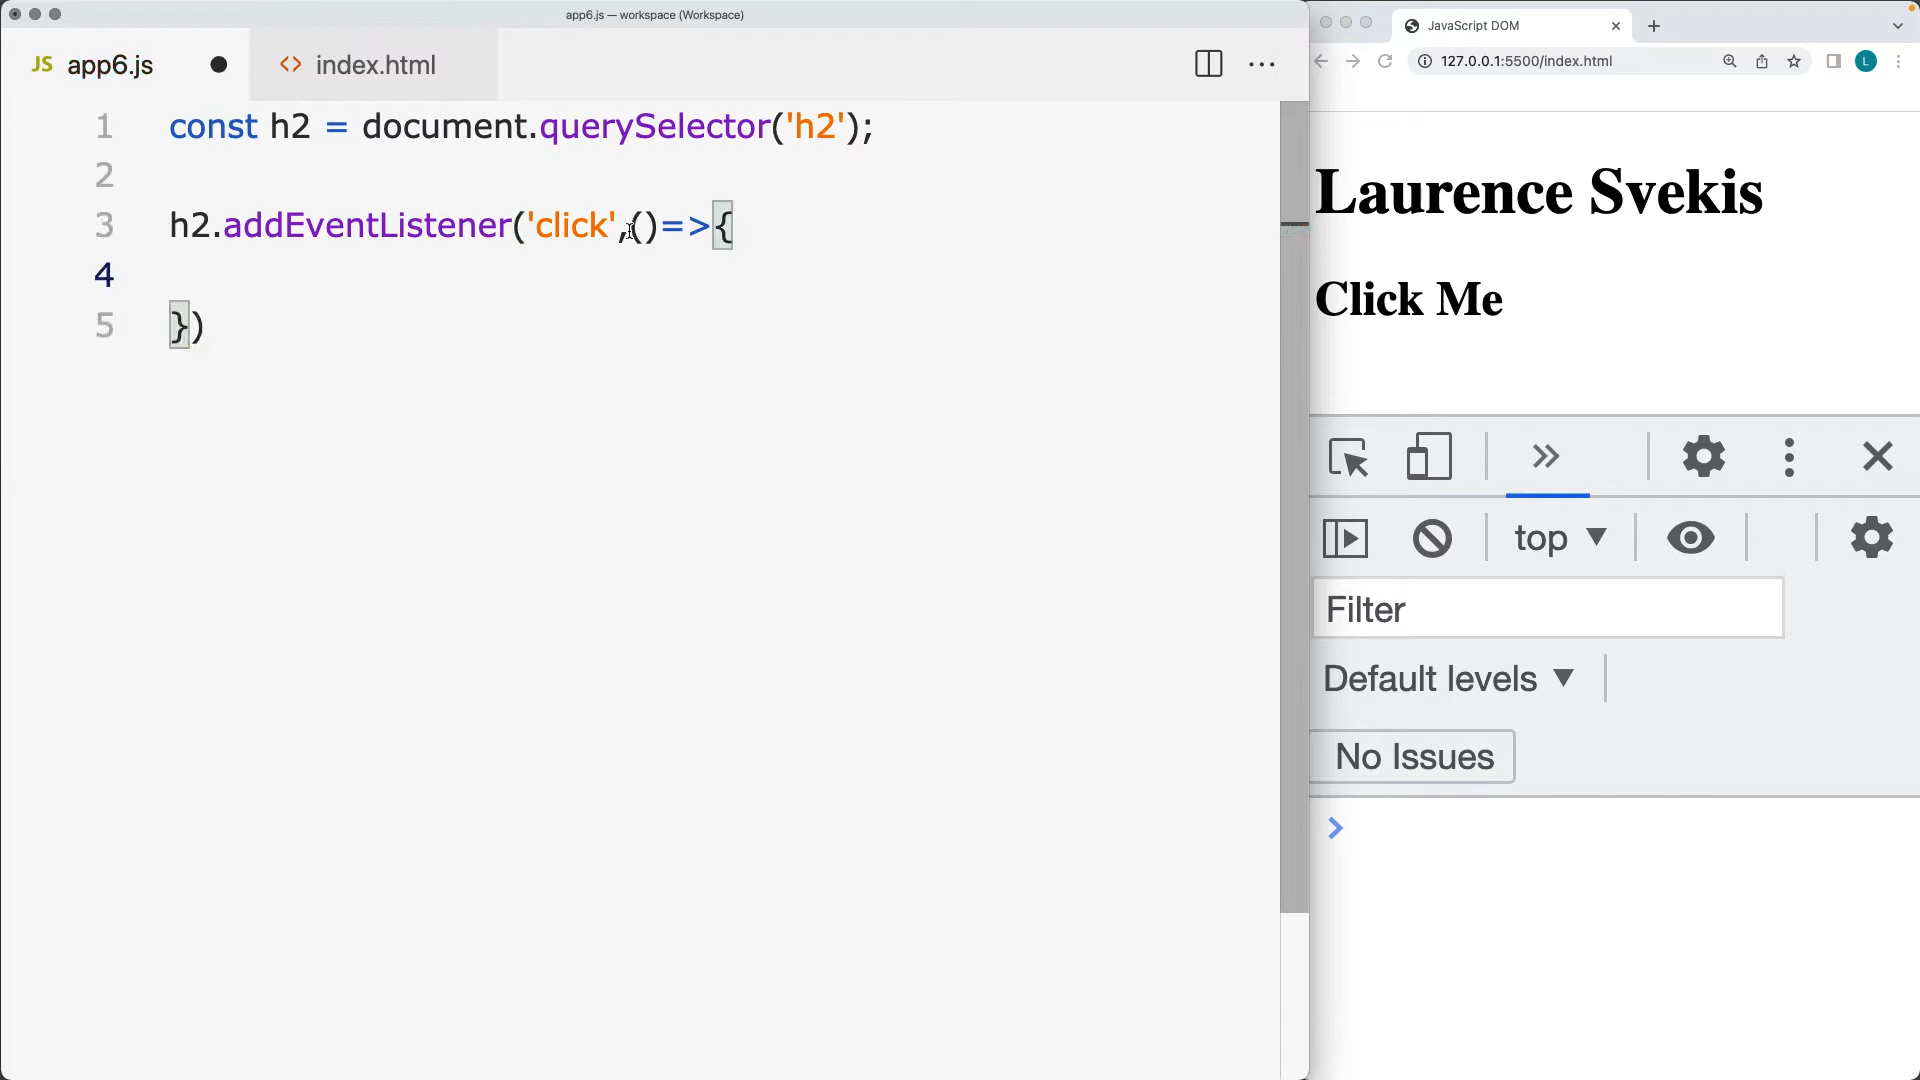 app6.js — workspace (Workspace)
JS app6.js
<> index.html
1 const h2 = document.querySelector('h2');
2
3 h2.addEventListener('click',()=>{
4
5 })
JavaScript DOM
127.0.0.1:5500/index.html
L
Laurence Svekis
Click Me
top
Filter
Default levels
No Issues